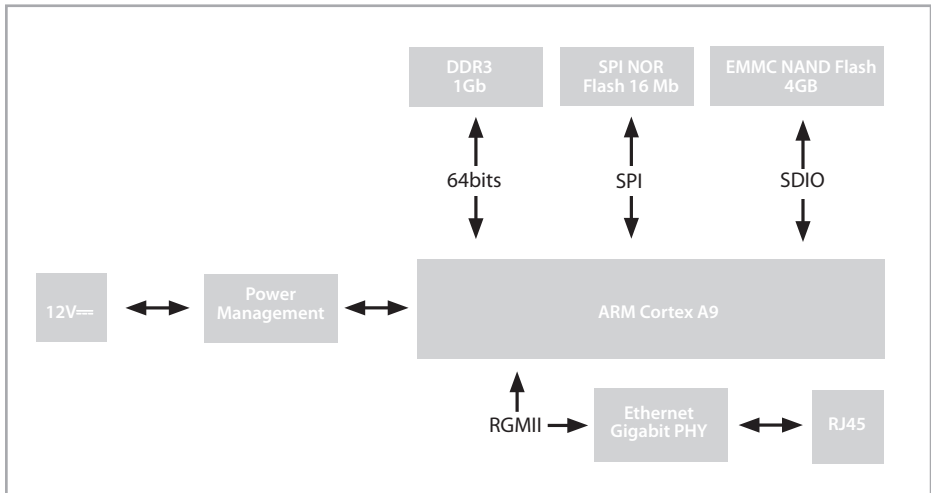 DDR3
1Gb
SPI NOR
Flash 16 Mb
EMMC NAND Flash
4GB
64bits
SPI
SDIO
12V⎓
Power
Management
ARM Cortex A9
RGMII
Ethernet
Gigabit PHY
RJ45